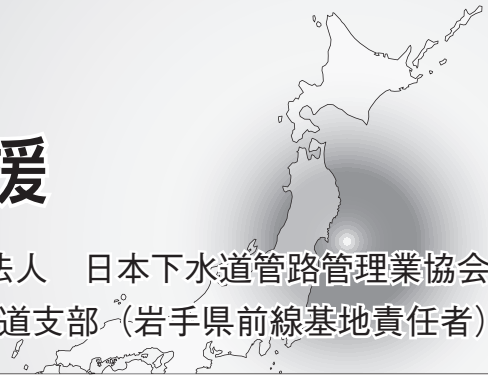 援
法人　日本下水道管路管理業協会
道支部（岩手県前線基地責任者）